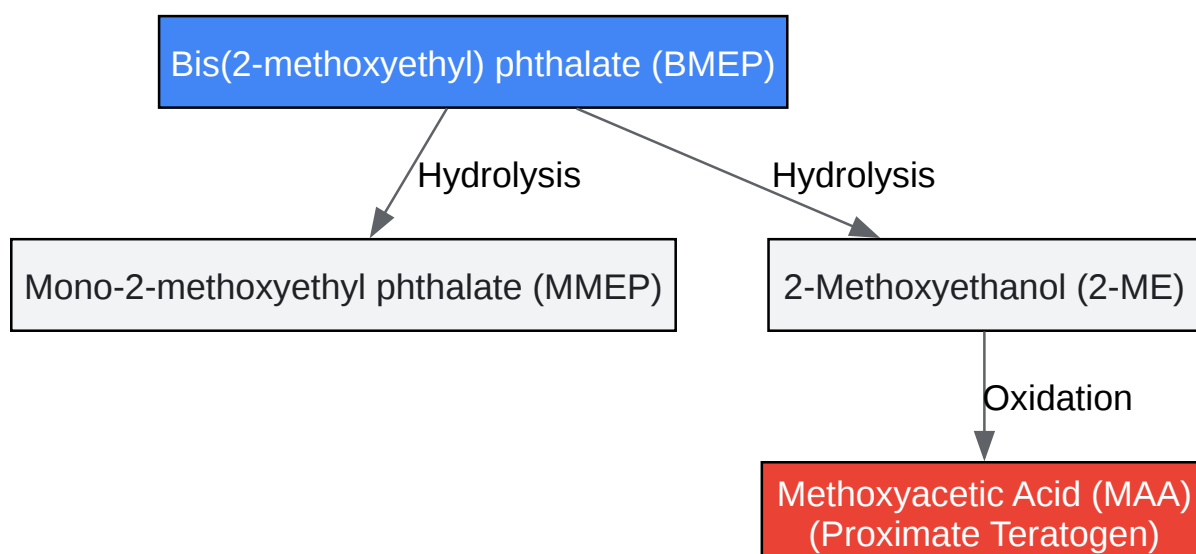 Bis(2-methoxyethyl) phthalate (BMEP)
Hydrolysis
Hydrolysis
Mono-2-methoxyethyl phthalate (MMEP)
2-Methoxyethanol (2-ME)
Oxidation
Methoxyacetic Acid (MAA)
(Proximate Teratogen)